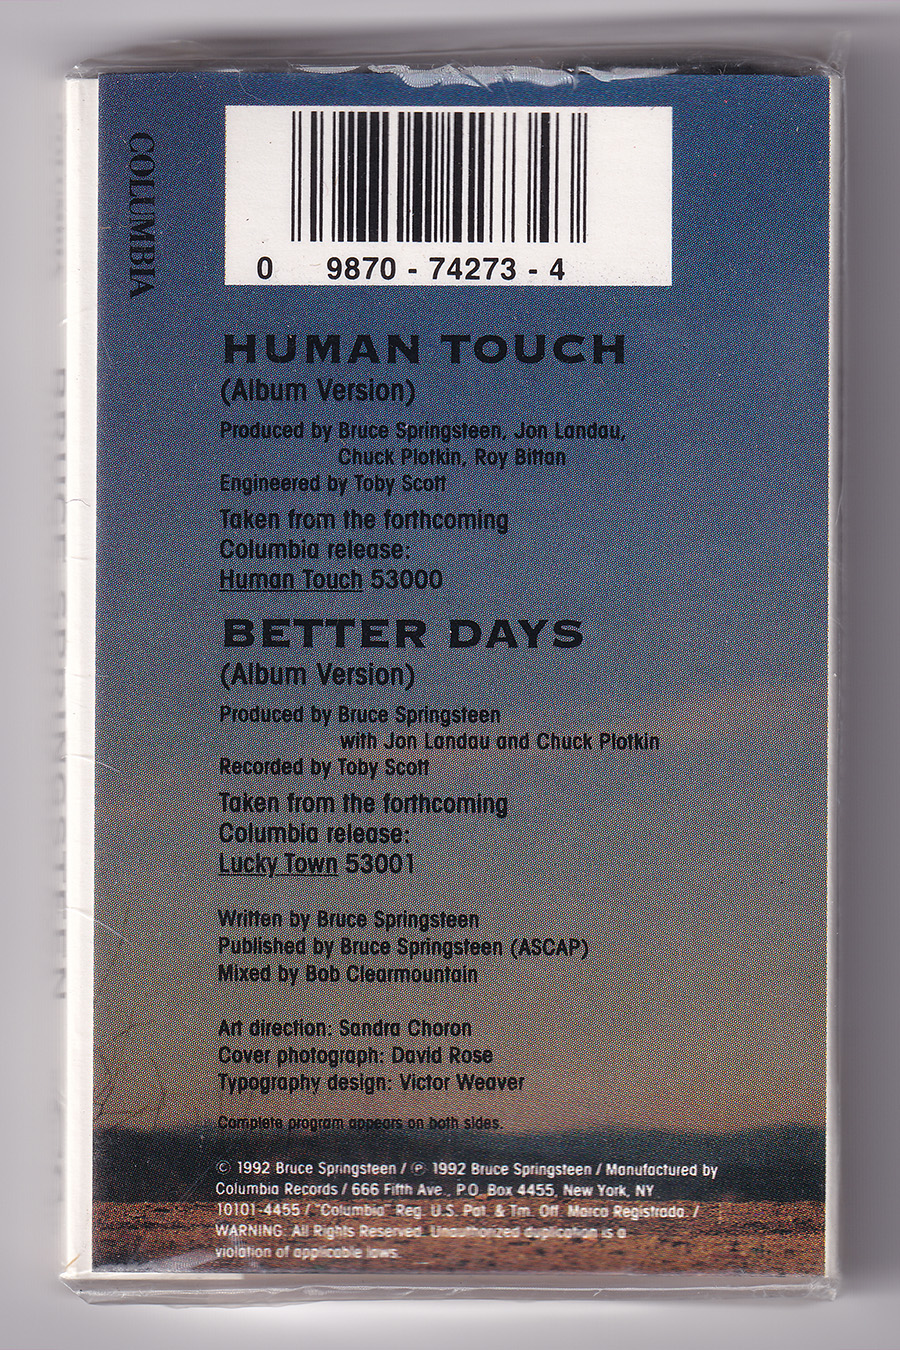 COLUMBIA
0 9870 - 74273 - 4
HUMAN TOUCH
(Album Version)
Produced by Bruce Springsteen, Jon Landau,
Chuck Plotkin, Roy Bittan
Engineered by Toby Scott
Taken from the forthcoming
Columbia release:
Human Touch 53000
BETTER DAYS
(Album Version)
Produced by Bruce Springsteen
with Jon Landau and Chuck Plotkin
Recorded by Toby Scott
Taken from the forthcoming
Columbia release:
Lucky Town 53001
Written by Bruce Springsteen
Published by Bruce Springsteen (ASCAP)
Mixed by Bob Clearmountain
Art direction: Sandra Choron
Cover photograph: David Rose
Typography design: Victor Weaver
Complete program appears on both sides.
© 1992 Bruce Springsteen / ℗ 1992 Bruce Springsteen / Manufactured by
Columbia Records / 666 Fifth Ave., P.O. Box 4455, New York, NY
10101-4455 / "Columbia" Reg. U.S. Pat. & Tm. Off. Marca Registrada. /
WARNING: All Rights Reserved. Unauthorized duplication is a
violation of applicable laws.